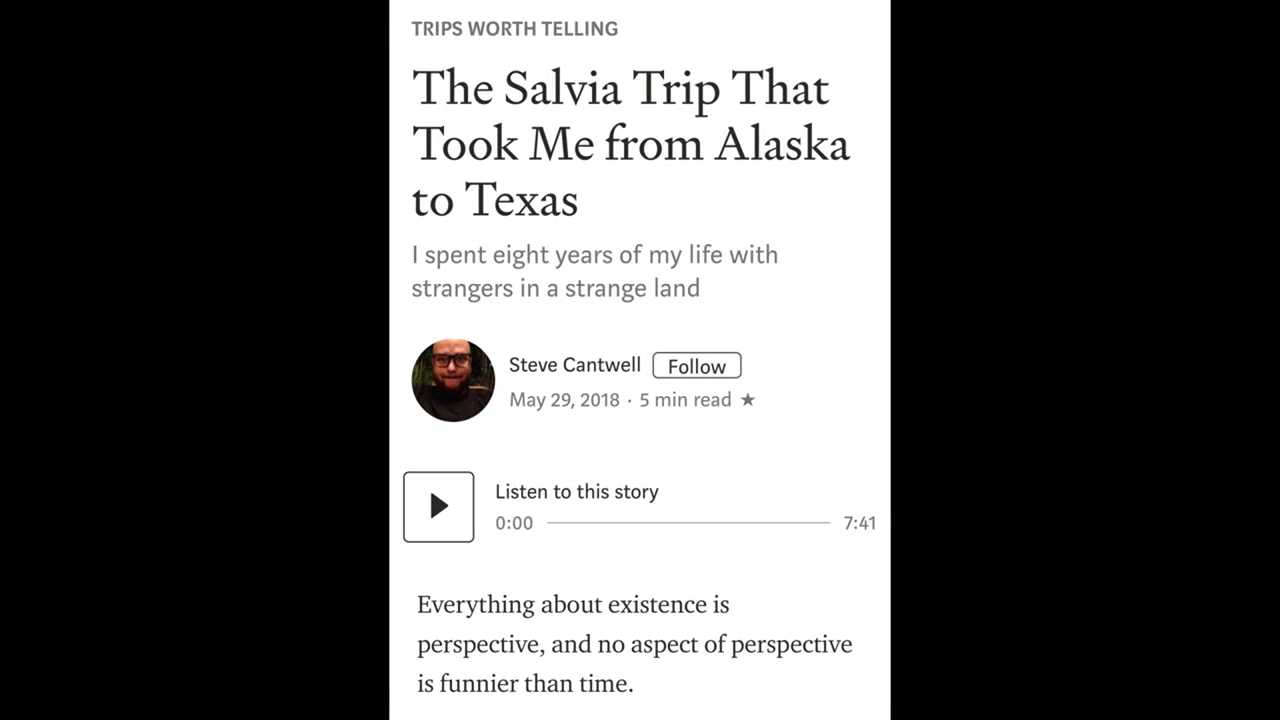 TRIPS WORTH TELLING
The Salvia Trip That
Took Me from Alaska
to Texas
I spent eight years of my life with
strangers in a strange land
Steve Cantwell Follow
May 29, 2018 · 5 min read ★
Listen to this story
0:00 7:41
Everything about existence is
perspective, and no aspect of perspective
is funnier than time.